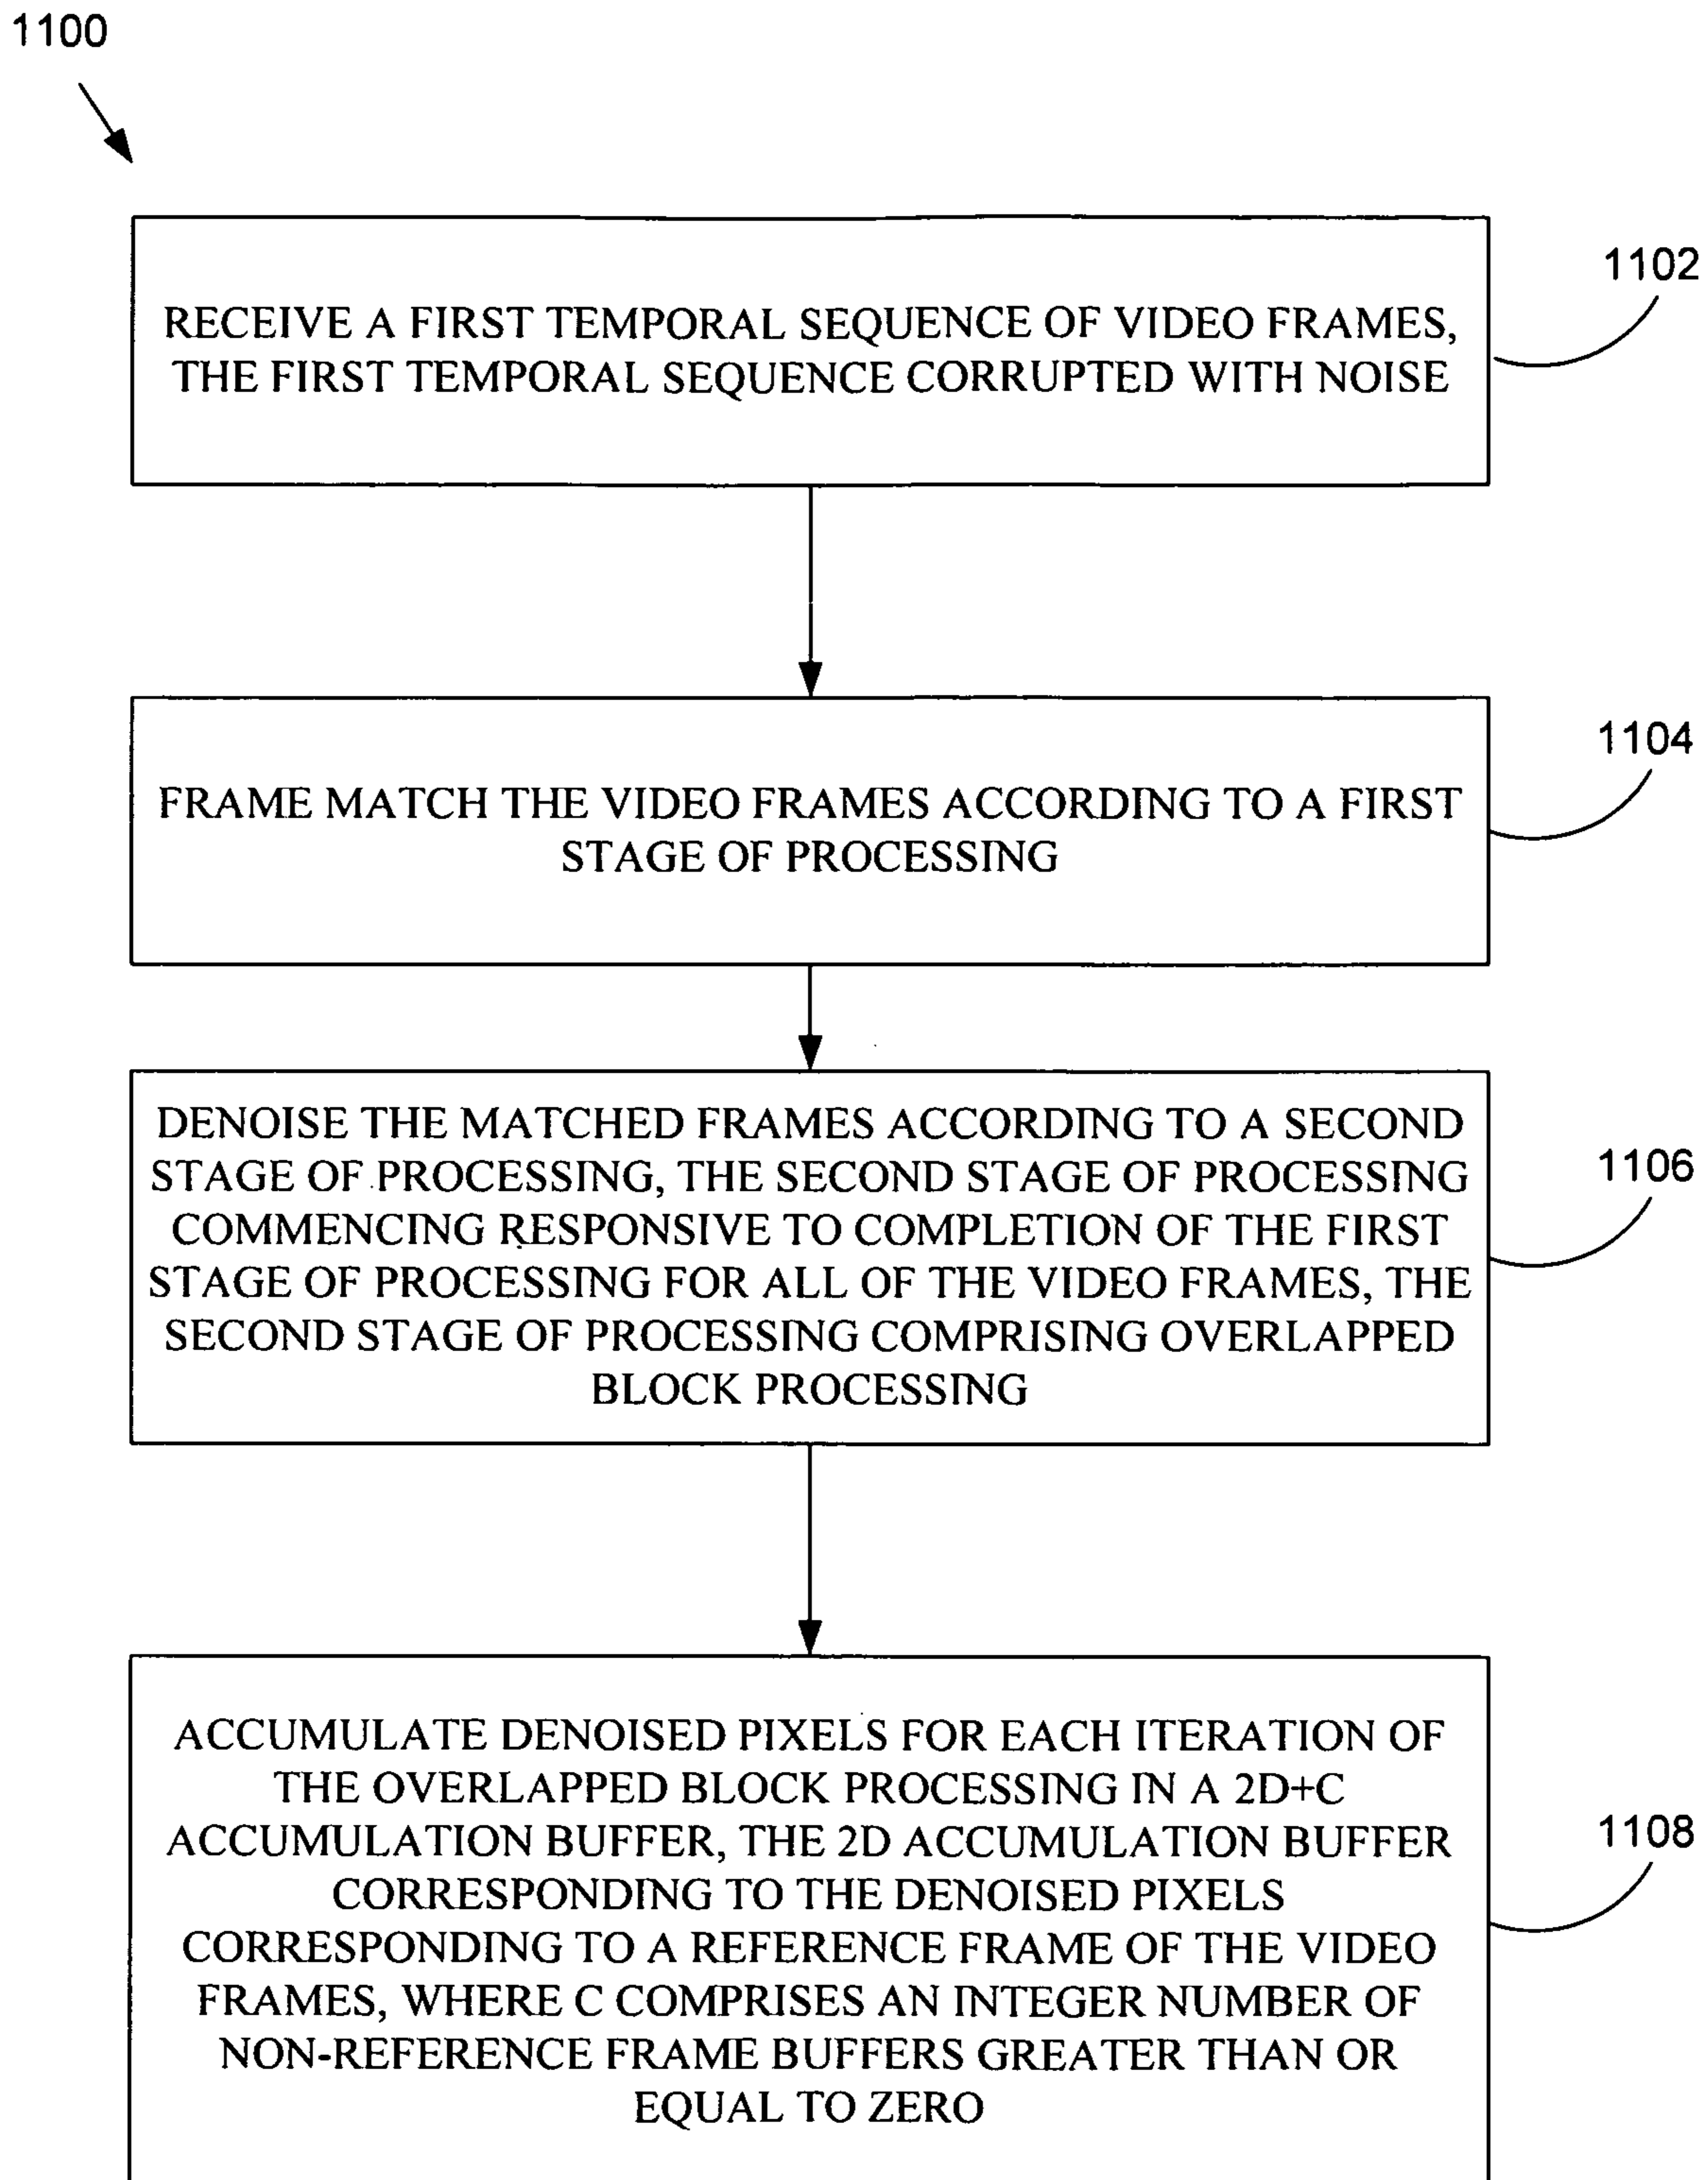 1100
1102
RECEIVE A FIRST TEMPORAL SEQUENCE OF VIDEO FRAMES,
THE FIRST TEMPORAL SEQUENCE CORRUPTED WITH NOISE
1104
FRAME MATCH THE VIDEO FRAMES ACCORDING TO A FIRST
STAGE OF PROCESSING
1106
DENOISE THE MATCHED FRAMES ACCORDING TO A SECOND
STAGE OF PROCESSING, THE SECOND STAGE OF PROCESSING
COMMENCING RESPONSIVE TO COMPLETION OF THE FIRST
STAGE OF PROCESSING FOR ALL OF THE VIDEO FRAMES, THE
SECOND STAGE OF PROCESSING COMPRISING OVERLAPPED
BLOCK PROCESSING
1108
ACCUMULATE DENOISED PIXELS FOR EACH ITERATION OF
THE OVERLAPPED BLOCK PROCESSING IN A 2D+C
ACCUMULATION BUFFER, THE 2D ACCUMULATION BUFFER
CORRESPONDING TO THE DENOISED PIXELS
CORRESPONDING TO A REFERENCE FRAME OF THE VIDEO
FRAMES, WHERE C COMPRISES AN INTEGER NUMBER OF
NON-REFERENCE FRAME BUFFERS GREATER THAN OR
EQUAL TO ZERO